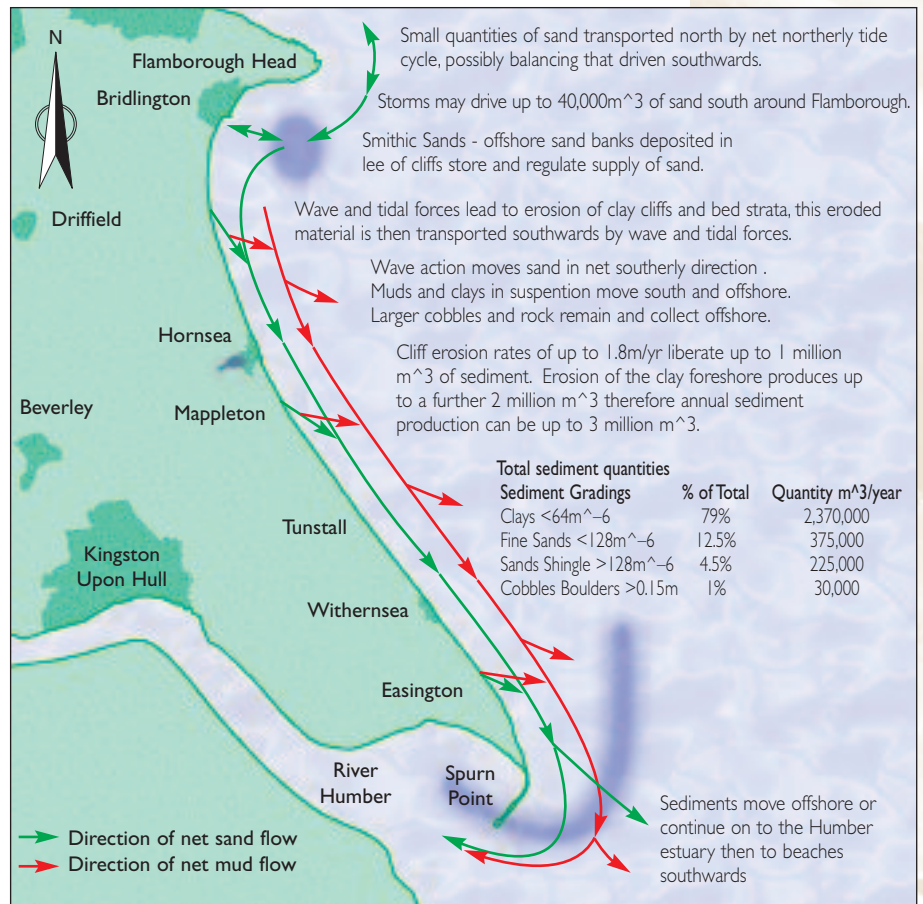 N
Flamborough Head
Bridlington
Small quantities of sand transported north by net northerly tide
cycle, possibly balancing that driven southwards.
Storms may drive up to 40,000m^3 of sand south around Flamborough.
Smithic Sands - offshore sand banks deposited in
lee of cliffs store and regulate supply of sand.
Driffield
Wave and tidal forces lead to erosion of clay cliffs and bed strata, this eroded
material is then transported southwards by wave and tidal forces.
Wave action moves sand in net southerly direction .
Muds and clays in suspention move south and offshore.
Larger cobbles and rock remain and collect offshore.
Hornsea
Cliff erosion rates of up to 1.8m/yr liberate up to 1 million
m^3 of sediment. Erosion of the clay foreshore produces up
to a further 2 million m^3 therefore annual sediment
production can be up to 3 million m^3.
Beverley
Mappleton
Total sediment quantities
Sediment Gradings % of Total Quantity m^3/year
Clays <64m^–6 79% 2,370,000
Fine Sands <128m^–6 12.5% 375,000
Sands Shingle >128m^–6 4.5% 225,000
Cobbles Boulders >0.15m 1% 30,000
Tunstall
Kingston
Upon Hull
Withernsea
Easington
River
Humber
Spurn
Point
Sediments move offshore or
continue on to the Humber
estuary then to beaches
southwards
Direction of net sand flow
Direction of net mud flow